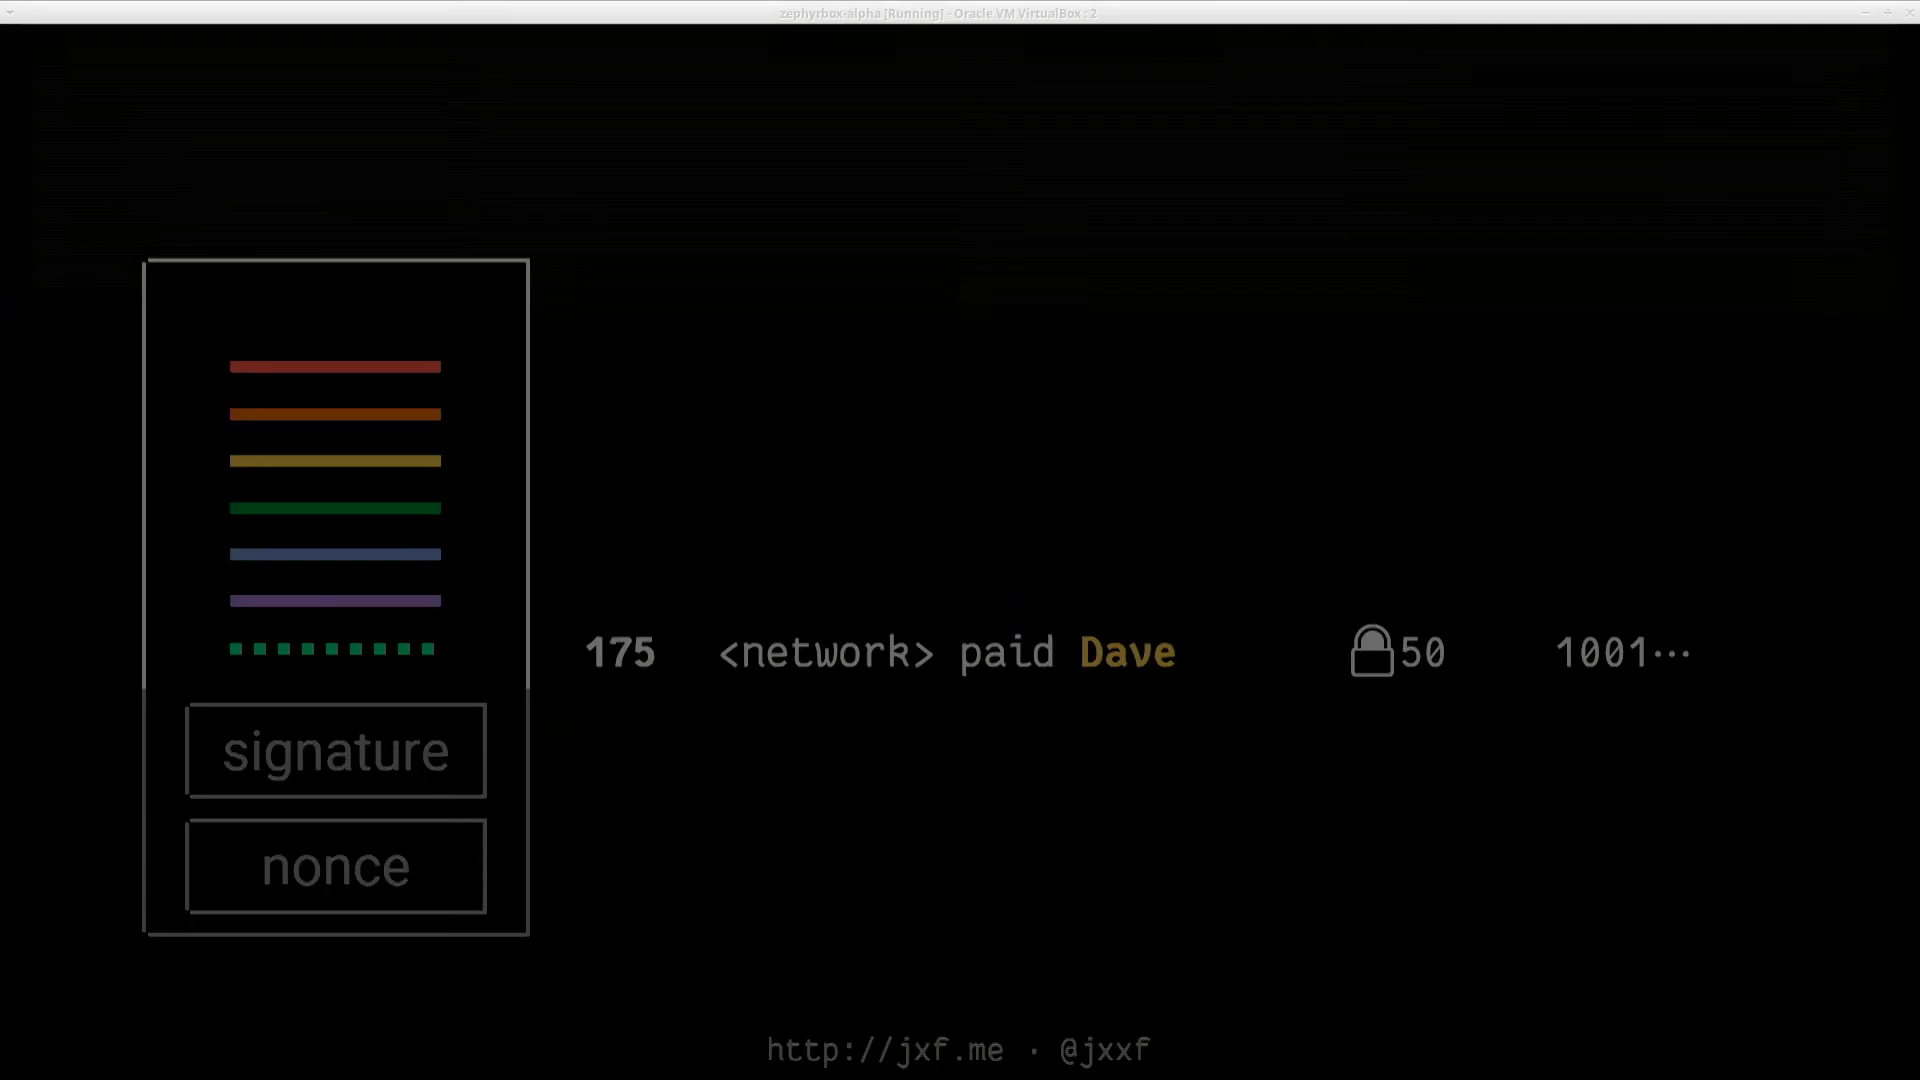 zephyrbox-alpha [Running] - Oracle VM VirtualBox : 2
175 <network> paid Dave 50 1001···
signature
nonce
http://jxf.me · @jxxf